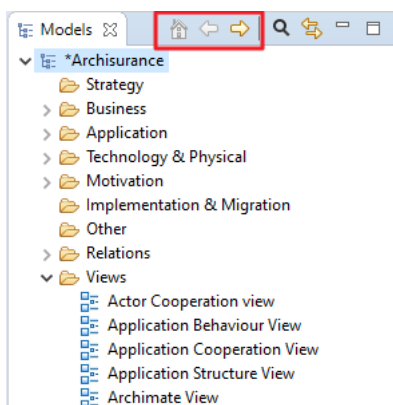 Models
*Archisurance
Strategy
Business
Application
Technology & Physical
Motivation
Implementation & Migration
Other
Relations
Views
Actor Cooperation view
Application Behaviour View
Application Cooperation View
Application Structure View
Archimate View